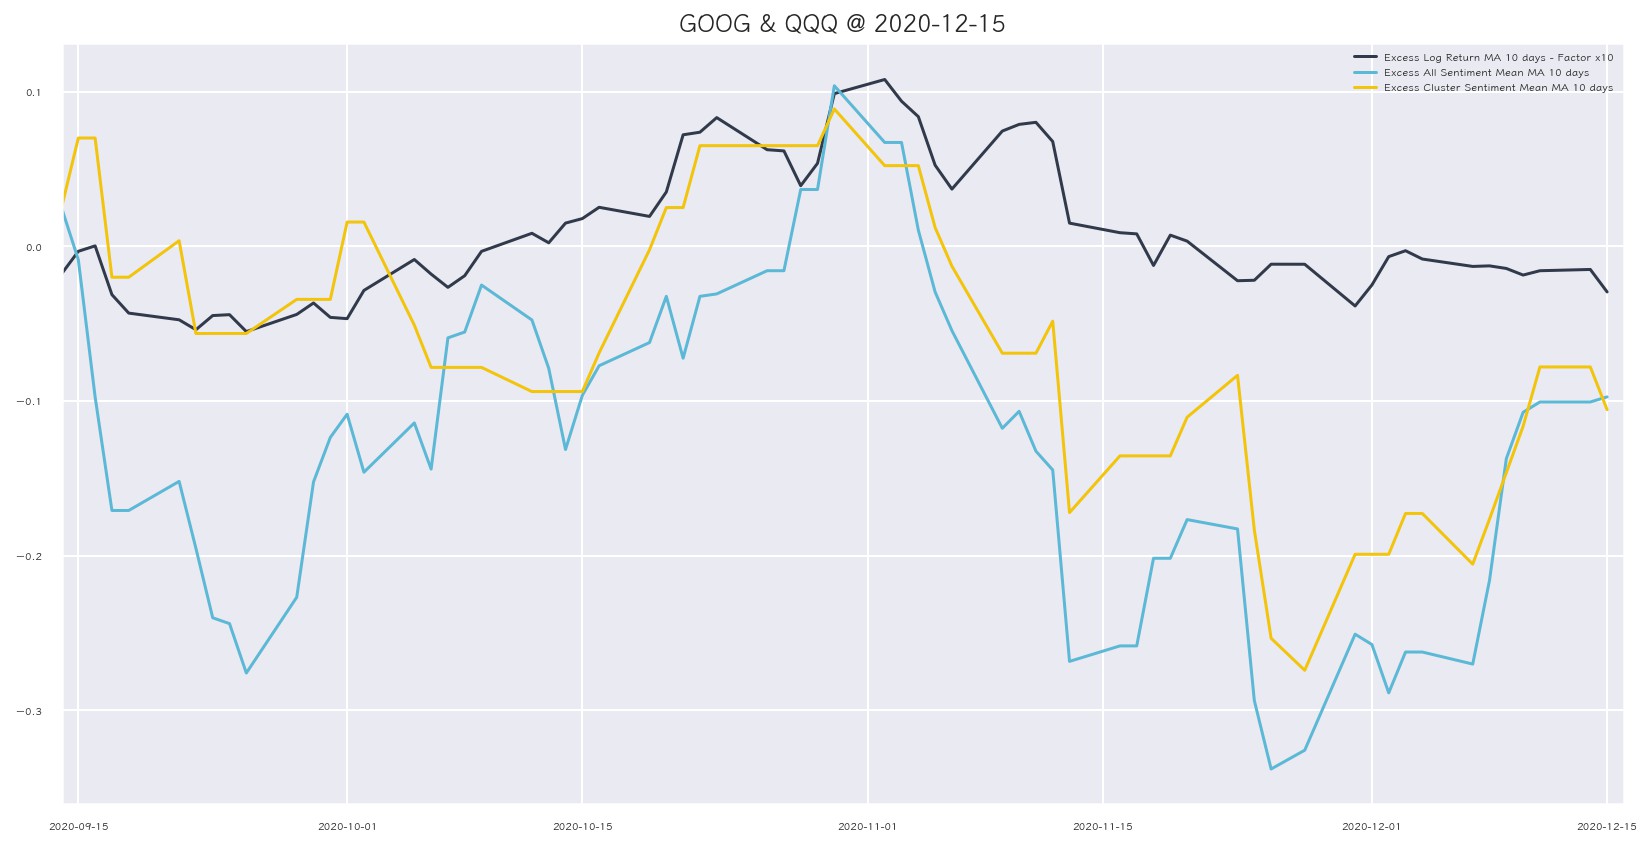 GOOG & QQQ @ 2020-12-15
Excess Log Return MA 10 days - Factor x10
Excess All Sentiment Mean MA 10 days
Excess Cluster Sentiment Mean MA 10 days
0.1
0.0
−0.1
−0.2
−0.3
2020-09-15 2020-10-01 2020-10-15 2020-11-01 2020-11-15 2020-12-01 2020-12-15